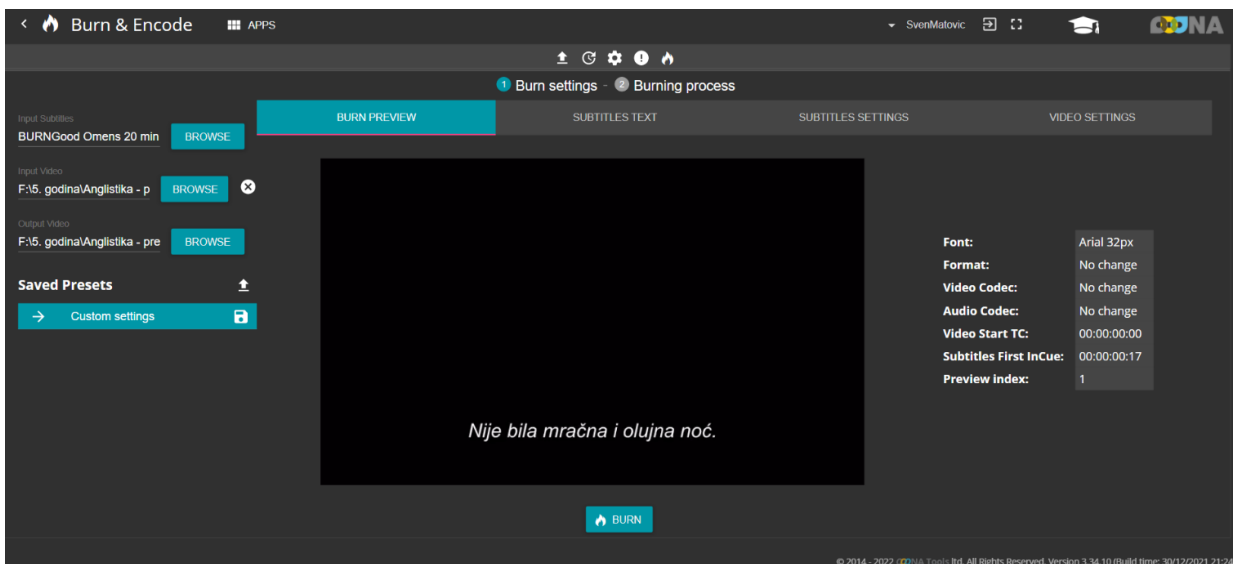 Burn & Encode APPS SvenMatovic OOONA
1 Burn settings - 2 Burning process
BURN PREVIEW SUBTITLES TEXT SUBTITLES SETTINGS VIDEO SETTINGS
Input Subtitles
BURNGood Omens 20 min BROWSE
Input Video
F:\5. godina\Anglistika - p BROWSE
Output Video
F:\5. godina\Anglistika - pre BROWSE
Saved Presets
Custom settings
Nije bila mračna i olujna noć.
Font: Arial 32px
Format: No change
Video Codec: No change
Audio Codec: No change
Video Start TC: 00:00:00:00
Subtitles First InCue: 00:00:00:17
Preview index: 1
BURN
© 2014 - 2022 OOONA Tools ltd. All Rights Reserved. Version 3.34.10 (Build time: 30/12/2021 21:24